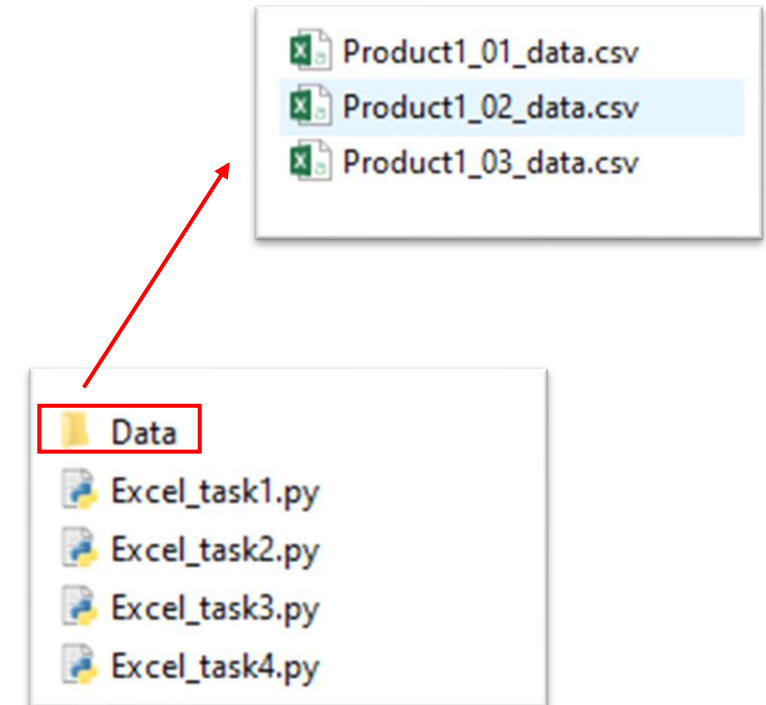 Product1_01_data.csv
Product1_02_data.csv
Product1_03_data.csv
Data
Excel_task1.py
Excel_task2.py
Excel_task3.py
Excel_task4.py